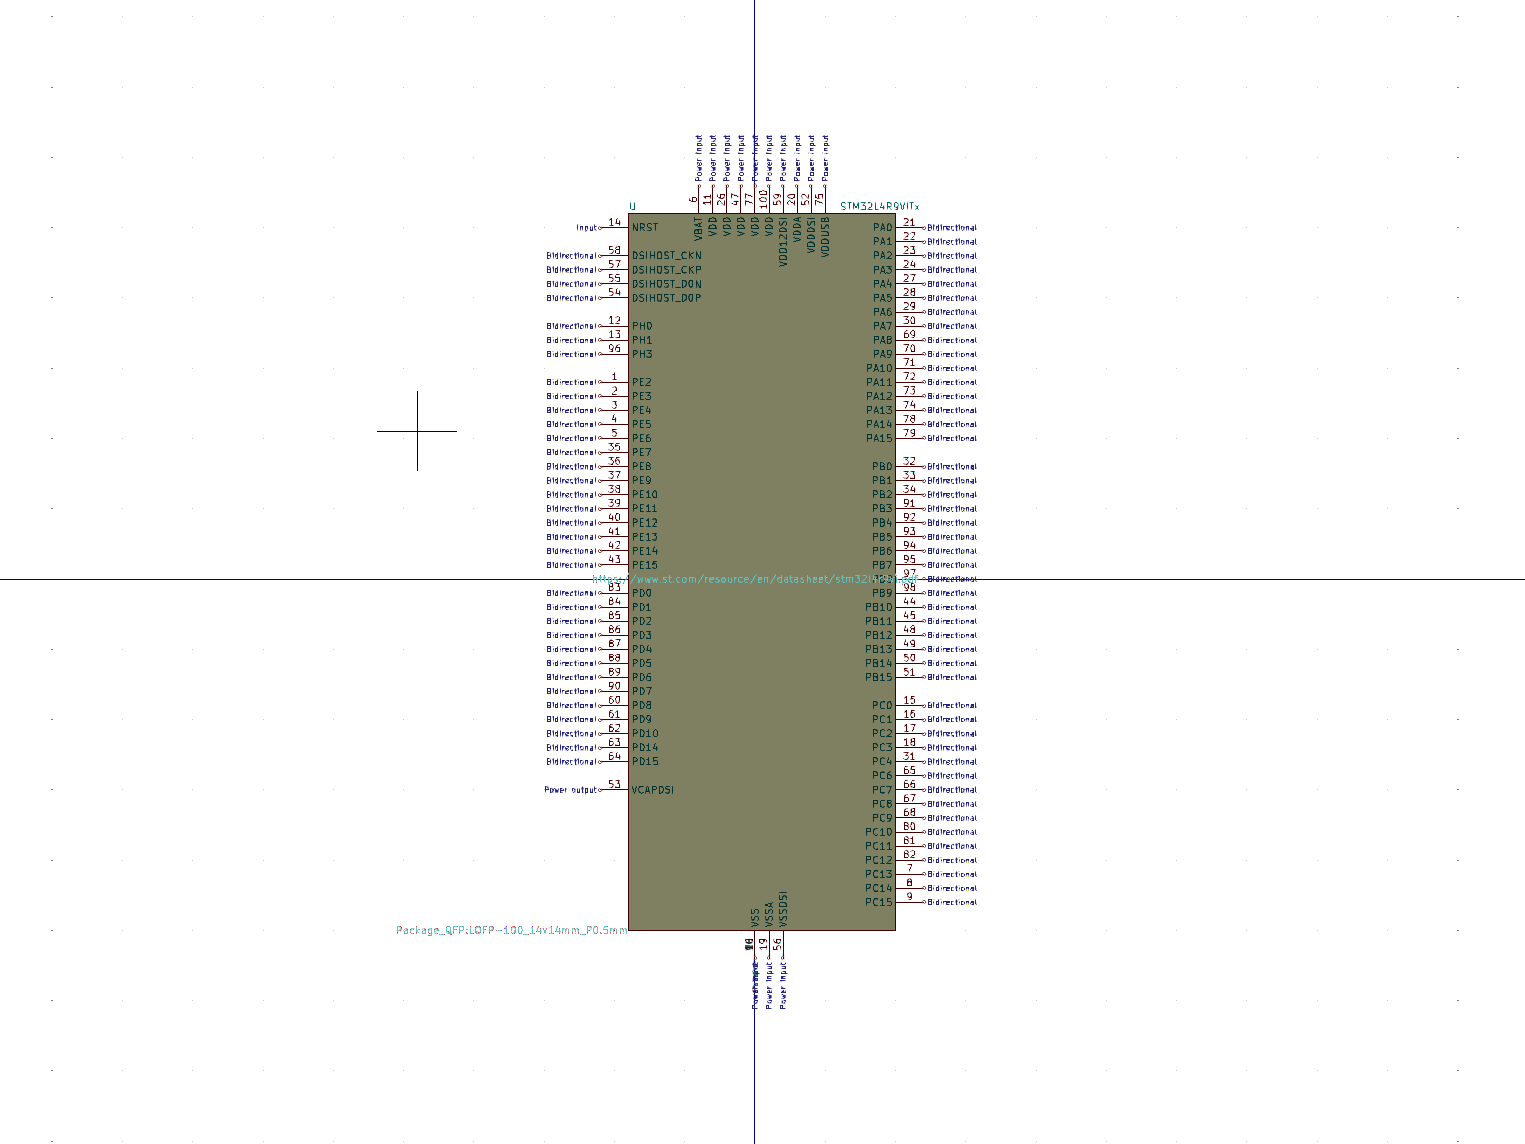 Power input
Power input
Power input
Power input
Power input
Power input
Power input
Power input
Power input
Power input
6 11 26 47 77 100 59 20 52 75
U STM32L4R9VITx
VBAT VDD VDD VDD VDD VDD VDD12DSI VDDA VDDDSI VDDUSB
Input 14 NRST
Bidirectional 58 DSIHOST_CKN
Bidirectional 57 DSIHOST_CKP
Bidirectional 55 DSIHOST_D0N
Bidirectional 54 DSIHOST_D0P
Bidirectional 12 PH0
Bidirectional 13 PH1
Bidirectional 96 PH3
Bidirectional 1 PE2
Bidirectional 2 PE3
Bidirectional 3 PE4
Bidirectional 4 PE5
Bidirectional 5 PE6
Bidirectional 35 PE7
Bidirectional 36 PE8
Bidirectional 37 PE9
Bidirectional 38 PE10
Bidirectional 39 PE11
Bidirectional 40 PE12
Bidirectional 41 PE13
Bidirectional 42 PE14
Bidirectional 43 PE15
Bidirectional 83 PD0
Bidirectional 84 PD1
Bidirectional 85 PD2
Bidirectional 86 PD3
Bidirectional 87 PD4
Bidirectional 88 PD5
Bidirectional 89 PD6
Bidirectional 90 PD7
Bidirectional 60 PD8
Bidirectional 61 PD9
Bidirectional 62 PD10
Bidirectional 63 PD14
Bidirectional 64 PD15
Power output 53 VCAPDSI
PA0 21 Bidirectional
PA1 22 Bidirectional
PA2 23 Bidirectional
PA3 24 Bidirectional
PA4 27 Bidirectional
PA5 28 Bidirectional
PA6 29 Bidirectional
PA7 30 Bidirectional
PA8 69 Bidirectional
PA9 70 Bidirectional
PA10 71 Bidirectional
PA11 72 Bidirectional
PA12 73 Bidirectional
PA13 74 Bidirectional
PA14 78 Bidirectional
PA15 79 Bidirectional
PB0 32 Bidirectional
PB1 33 Bidirectional
PB2 34 Bidirectional
PB3 91 Bidirectional
PB4 92 Bidirectional
PB5 93 Bidirectional
PB6 94 Bidirectional
PB7 95 Bidirectional
PB8 97 Bidirectional
PB9 98 Bidirectional
PB10 44 Bidirectional
PB11 45 Bidirectional
PB12 48 Bidirectional
PB13 49 Bidirectional
PB14 50 Bidirectional
PB15 51 Bidirectional
PC0 15 Bidirectional
PC1 16 Bidirectional
PC2 17 Bidirectional
PC3 18 Bidirectional
PC4 31 Bidirectional
PC6 65 Bidirectional
PC7 66 Bidirectional
PC8 67 Bidirectional
PC9 68 Bidirectional
PC10 80 Bidirectional
PC11 81 Bidirectional
PC12 82 Bidirectional
PC13 7 Bidirectional
PC14 8 Bidirectional
PC15 9 Bidirectional
VSS VSSA VSSDSI
Package_QFP:LQFP-100_14x14mm_P0.5mm
19 56
Power input
Power input